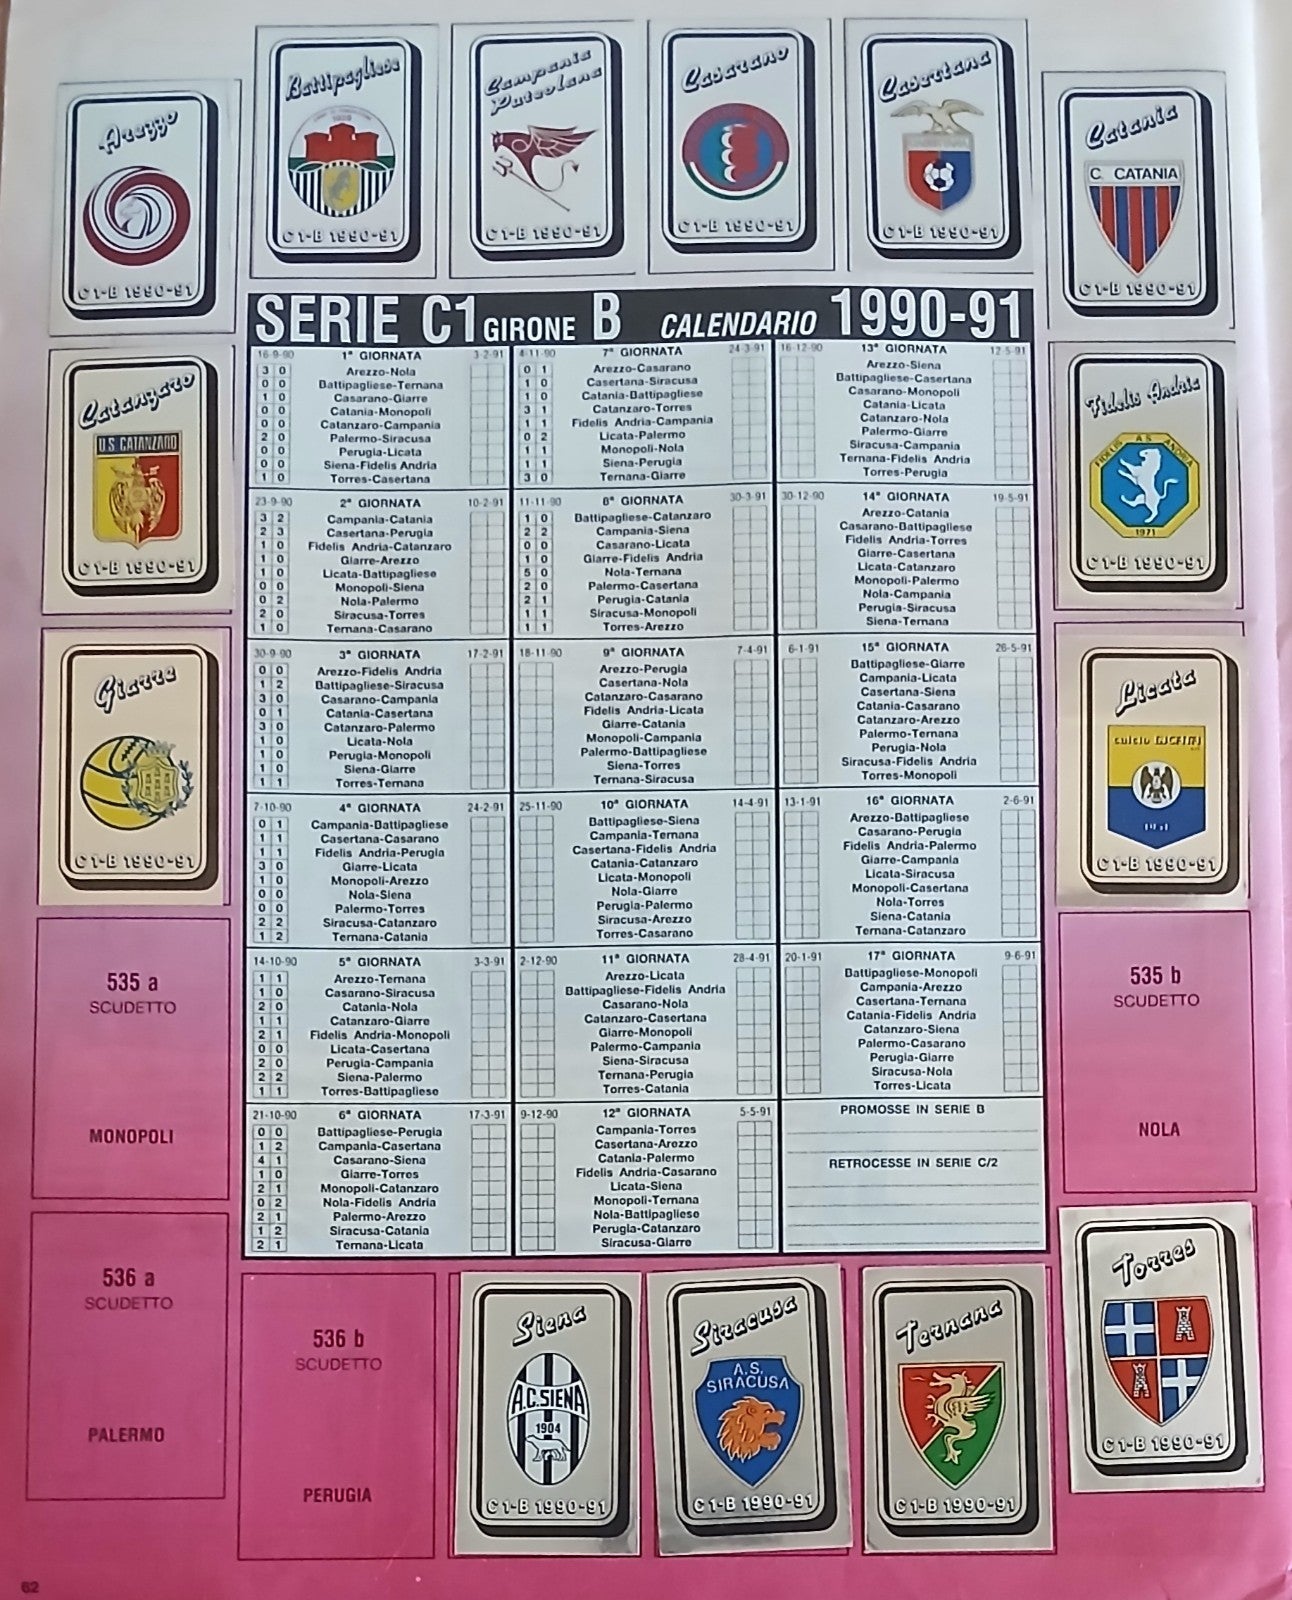 Battipagliese
1929
C1-B 1990-91
Campania
Puteolana
C1-B 1990-91
Casarano
C1-B 1990-91
Casertana
C1-B 1990-91
Arezzo
C1-B 1990-91
Catania
C. CATANIA
C1-B 1990-91
SERIE C1 GIRONE B CALENDARIO 1990-91
Catanzaro
U.S. CATANZARO
C1-B 1990-91
Fidelis Andria
FIDELIS A.S. ANDRIA
1971
C1-B 1990-91
Giarre
C1-B 1990-91
Licata
calcio LICATA
1931
C1-B 1990-91
535 a
SCUDETTO
MONOPOLI
535 b
SCUDETTO
NOLA
536 a
SCUDETTO
PALERMO
16-9-90 1ª GIORNATA 3-2-91
3 0 Arezzo-Nola
0 0 Battipagliese-Ternana
1 0 Casarano-Giarre
0 0 Catania-Monopoli
0 0 Catanzaro-Campania
2 0 Palermo-Siracusa
0 0 Perugia-Licata
0 0 Siena-Fidelis Andria
1 0 Torres-Casertana
23-9-90 2ª GIORNATA 10-2-91
3 2 Campania-Catania
2 3 Casertana-Perugia
1 0 Fidelis Andria-Catanzaro
1 0 Giarre-Arezzo
1 0 Licata-Battipagliese
0 0 Monopoli-Siena
0 2 Nola-Palermo
2 0 Siracusa-Torres
1 0 Ternana-Casarano
30-9-90 3ª GIORNATA 17-2-91
0 0 Arezzo-Fidelis Andria
1 2 Battipagliese-Siracusa
3 0 Casarano-Campania
0 1 Catania-Casertana
3 0 Catanzaro-Palermo
1 0 Licata-Nola
1 0 Perugia-Monopoli
1 0 Siena-Giarre
1 1 Torres-Ternana
7-10-90 4ª GIORNATA 24-2-91
0 1 Campania-Battipagliese
1 1 Casertana-Casarano
1 1 Fidelis Andria-Perugia
3 0 Giarre-Licata
1 0 Monopoli-Arezzo
0 0 Nola-Siena
0 0 Palermo-Torres
2 2 Siracusa-Catanzaro
1 2 Ternana-Catania
14-10-90 5ª GIORNATA 3-3-91
1 1 Arezzo-Ternana
1 0 Casarano-Siracusa
2 0 Catania-Nola
1 1 Catanzaro-Giarre
2 1 Fidelis Andria-Monopoli
0 0 Licata-Casertana
2 0 Perugia-Campania
2 2 Siena-Palermo
1 1 Torres-Battipagliese
21-10-90 6ª GIORNATA 17-3-91
0 0 Battipagliese-Perugia
1 2 Campania-Casertana
4 1 Casarano-Siena
1 0 Giarre-Torres
2 1 Monopoli-Catanzaro
0 2 Nola-Fidelis Andria
2 1 Palermo-Arezzo
1 2 Siracusa-Catania
2 1 Ternana-Licata
4-11-90 7ª GIORNATA 24-3-91
0 1 Arezzo-Casarano
1 0 Casertana-Siracusa
1 0 Catania-Battipagliese
3 1 Catanzaro-Torres
1 1 Fidelis Andria-Campania
0 2 Licata-Palermo
1 1 Monopoli-Nola
1 1 Siena-Perugia
3 0 Ternana-Giarre
11-11-90 8ª GIORNATA 30-3-91
1 0 Battipagliese-Catanzaro
2 2 Campania-Siena
0 0 Casarano-Licata
1 0 Giarre-Fidelis Andria
5 0 Nola-Ternana
2 0 Palermo-Casertana
2 1 Perugia-Catania
1 1 Siracusa-Monopoli
1 1 Torres-Arezzo
18-11-90 9ª GIORNATA 7-4-91
Arezzo-Perugia
Casertana-Nola
Catanzaro-Casarano
Fidelis Andria-Licata
Giarre-Catania
Monopoli-Campania
Palermo-Battipagliese
Siena-Torres
Ternana-Siracusa
25-11-90 10ª GIORNATA 14-4-91
Battipagliese-Siena
Campania-Ternana
Casertana-Fidelis Andria
Catania-Catanzaro
Licata-Monopoli
Nola-Giarre
Perugia-Palermo
Siracusa-Arezzo
Torres-Casarano
2-12-90 11ª GIORNATA 28-4-91
Arezzo-Licata
Battipagliese-Fidelis Andria
Casarano-Nola
Catanzaro-Casertana
Giarre-Monopoli
Palermo-Campania
Siena-Siracusa
Ternana-Perugia
Torres-Catania
9-12-90 12ª GIORNATA 5-5-91
Campania-Torres
Casertana-Arezzo
Catania-Palermo
Fidelis Andria-Casarano
Licata-Siena
Monopoli-Ternana
Nola-Battipagliese
Perugia-Catanzaro
Siracusa-Giarre
16-12-90 13ª GIORNATA 12-5-91
Arezzo-Siena
Battipagliese-Casertana
Casarano-Monopoli
Catania-Licata
Catanzaro-Nola
Palermo-Giarre
Siracusa-Campania
Ternana-Fidelis Andria
Torres-Perugia
30-12-90 14ª GIORNATA 19-5-91
Arezzo-Catania
Casarano-Battipagliese
Fidelis Andria-Torres
Giarre-Casertana
Licata-Catanzaro
Monopoli-Palermo
Nola-Campania
Perugia-Siracusa
Siena-Ternana
6-1-91 15ª GIORNATA 26-5-91
Battipagliese-Giarre
Campania-Licata
Casertana-Siena
Catania-Casarano
Catanzaro-Arezzo
Palermo-Ternana
Perugia-Nola
Siracusa-Fidelis Andria
Torres-Monopoli
13-1-91 16ª GIORNATA 2-6-91
Arezzo-Battipagliese
Casarano-Perugia
Fidelis Andria-Palermo
Giarre-Campania
Licata-Siracusa
Monopoli-Casertana
Nola-Torres
Siena-Catania
Ternana-Catanzaro
20-1-91 17ª GIORNATA 9-6-91
Battipagliese-Monopoli
Campania-Arezzo
Casertana-Ternana
Catania-Fidelis Andria
Catanzaro-Siena
Palermo-Casarano
Perugia-Giarre
Siracusa-Nola
Torres-Licata
PROMOSSE IN SERIE B
RETROCESSE IN SERIE C/2
536 b
SCUDETTO
PERUGIA
Siena
A.C. SIENA
1904
C1-B 1990-91
Siracusa
A.S.
SIRACUSA
C1-B 1990-91
Ternana
C1-B 1990-91
Torres
C1-B 1990-91
62